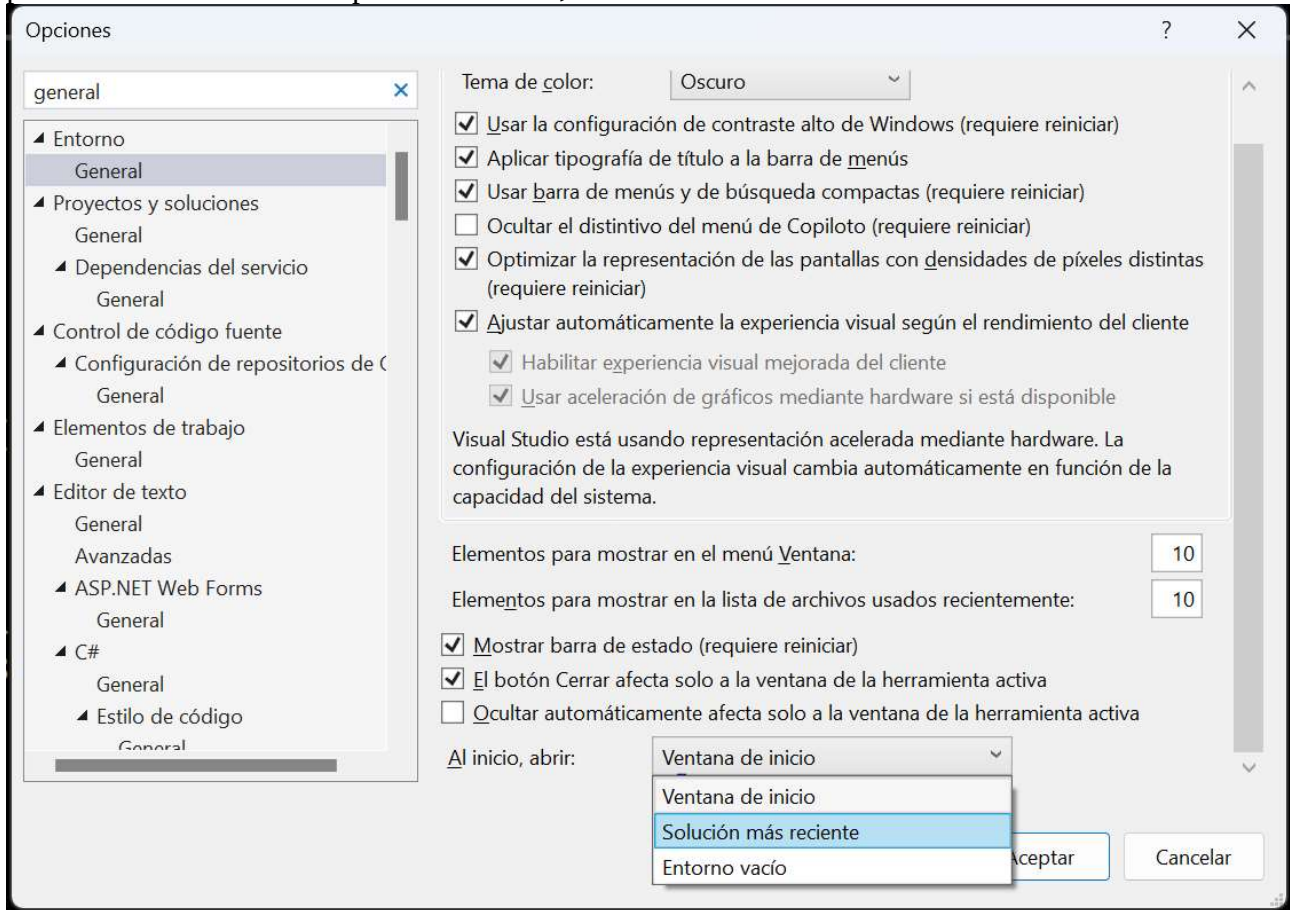 Opciones
?
general
Entorno
General
Proyectos y soluciones
General
Dependencias del servicio
General
Control de código fuente
Configuración de repositorios de
General
Elementos de trabajo
General
Editor de texto
General
Avanzadas
ASP.NET Web Forms
General
C#
General
Estilo de código
General
Tema de color:
Oscuro
Usar la configuración de contraste alto de Windows (requiere reiniciar)
Aplicar tipografía de título a la barra de menús
Usar barra de menús y de búsqueda compactas (requiere reiniciar)
Ocultar el distintivo del menú de Copiloto (requiere reiniciar)
Optimizar la representación de las pantallas con densidades de píxeles distintas
(requiere reiniciar)
Ajustar automáticamente la experiencia visual según el rendimiento del cliente
Habilitar experiencia visual mejorada del cliente
Usar aceleración de gráficos mediante hardware si está disponible
Visual Studio está usando representación acelerada mediante hardware. La
configuración de la experiencia visual cambia automáticamente en función de la
capacidad del sistema.
Elementos para mostrar en el menú Ventana:
10
Elementos para mostrar en la lista de archivos usados recientemente:
10
Mostrar barra de estado (requiere reiniciar)
El botón Cerrar afecta solo a la ventana de la herramienta activa
Ocultar automáticamente afecta solo a la ventana de la herramienta activa
Al inicio, abrir:
Ventana de inicio
Ventana de inicio
Solución más reciente
Entorno vacío
Aceptar
Cancelar